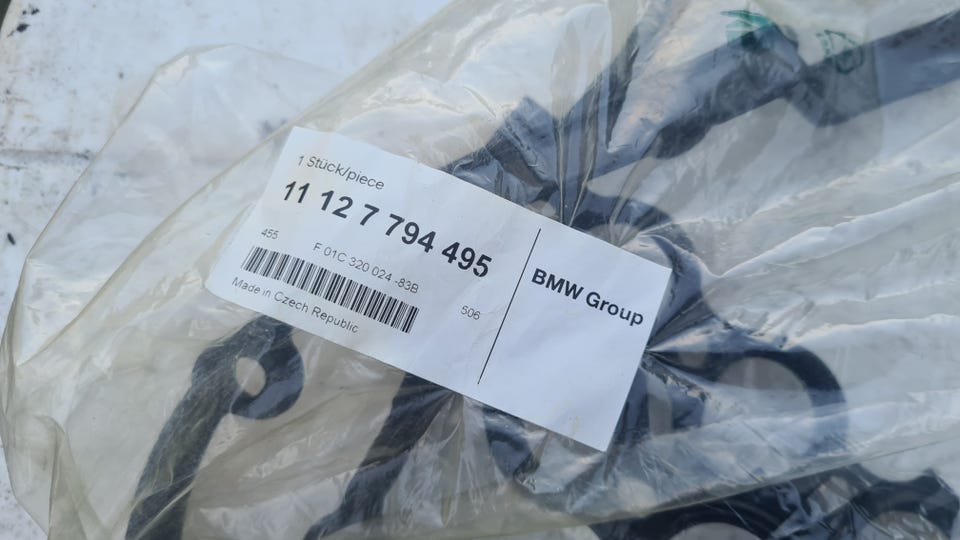 1 Stück/piece
11 12 7 794 495
455
F 01C 320 024 -83B
506
Made in Czech Republic
BMW Group